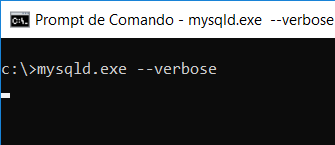 Prompt de Comando - mysqld.exe  --verbose
c:\>mysqld.exe --verbose